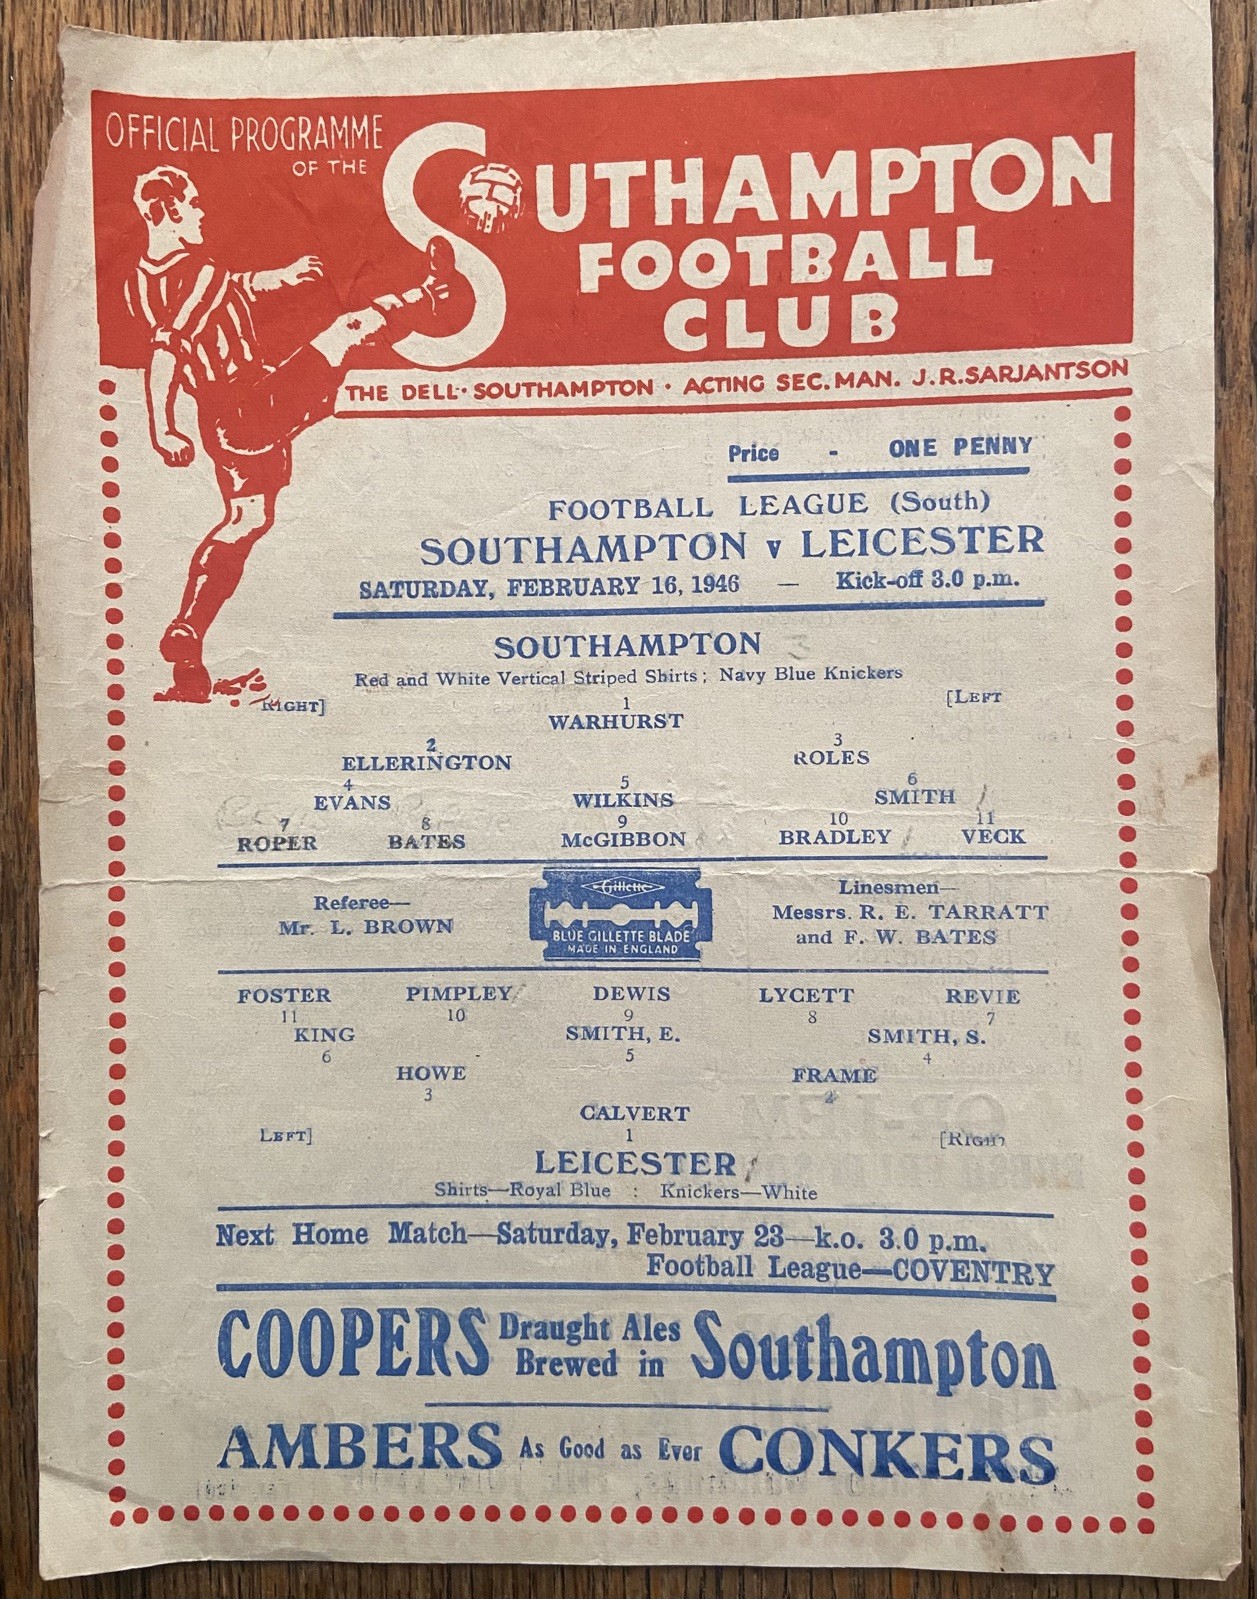 OFFICIAL PROGRAMME
OF THE
SOUTHAMPTON
FOOTBALL
CLUB
THE DELL · SOUTHAMPTON · ACTING SEC. MAN. J.R.SARJANTSON
Price - ONE PENNY
FOOTBALL LEAGUE (South)
SOUTHAMPTON v LEICESTER
SATURDAY, FEBRUARY 16, 1946 — Kick-off 3.0 p.m.
SOUTHAMPTON
Red and White Vertical Striped Shirts; Navy Blue Knickers
RIGHT] 1 [LEFT
WARHURST
2 3
ELLERINGTON ROLES
4 5 6
EVANS WILKINS SMITH
7 8 9 10 11
ROPER BATES McGIBBON BRADLEY VECK
Referee—
Mr. L. BROWN
Gillette
BLUE GILLETTE BLADE
MADE IN ENGLAND
Linesmen—
Messrs. R. E. TARRATT
and F. W. BATES
FOSTER PIMPLEY DEWIS LYCETT REVIE
11 10 9 8 7
KING SMITH, E. SMITH, S.
6 5 4
HOWE FRAME
3 2
CALVERT
LEFT] 1 [RIGHT
LEICESTER
Shirts—Royal Blue : Knickers—White
Next Home Match—Saturday, February 23—k.o. 3.0 p.m.
Football League—COVENTRY
COOPERS Draught Ales Brewed in Southampton
AMBERS As Good as Ever CONKERS